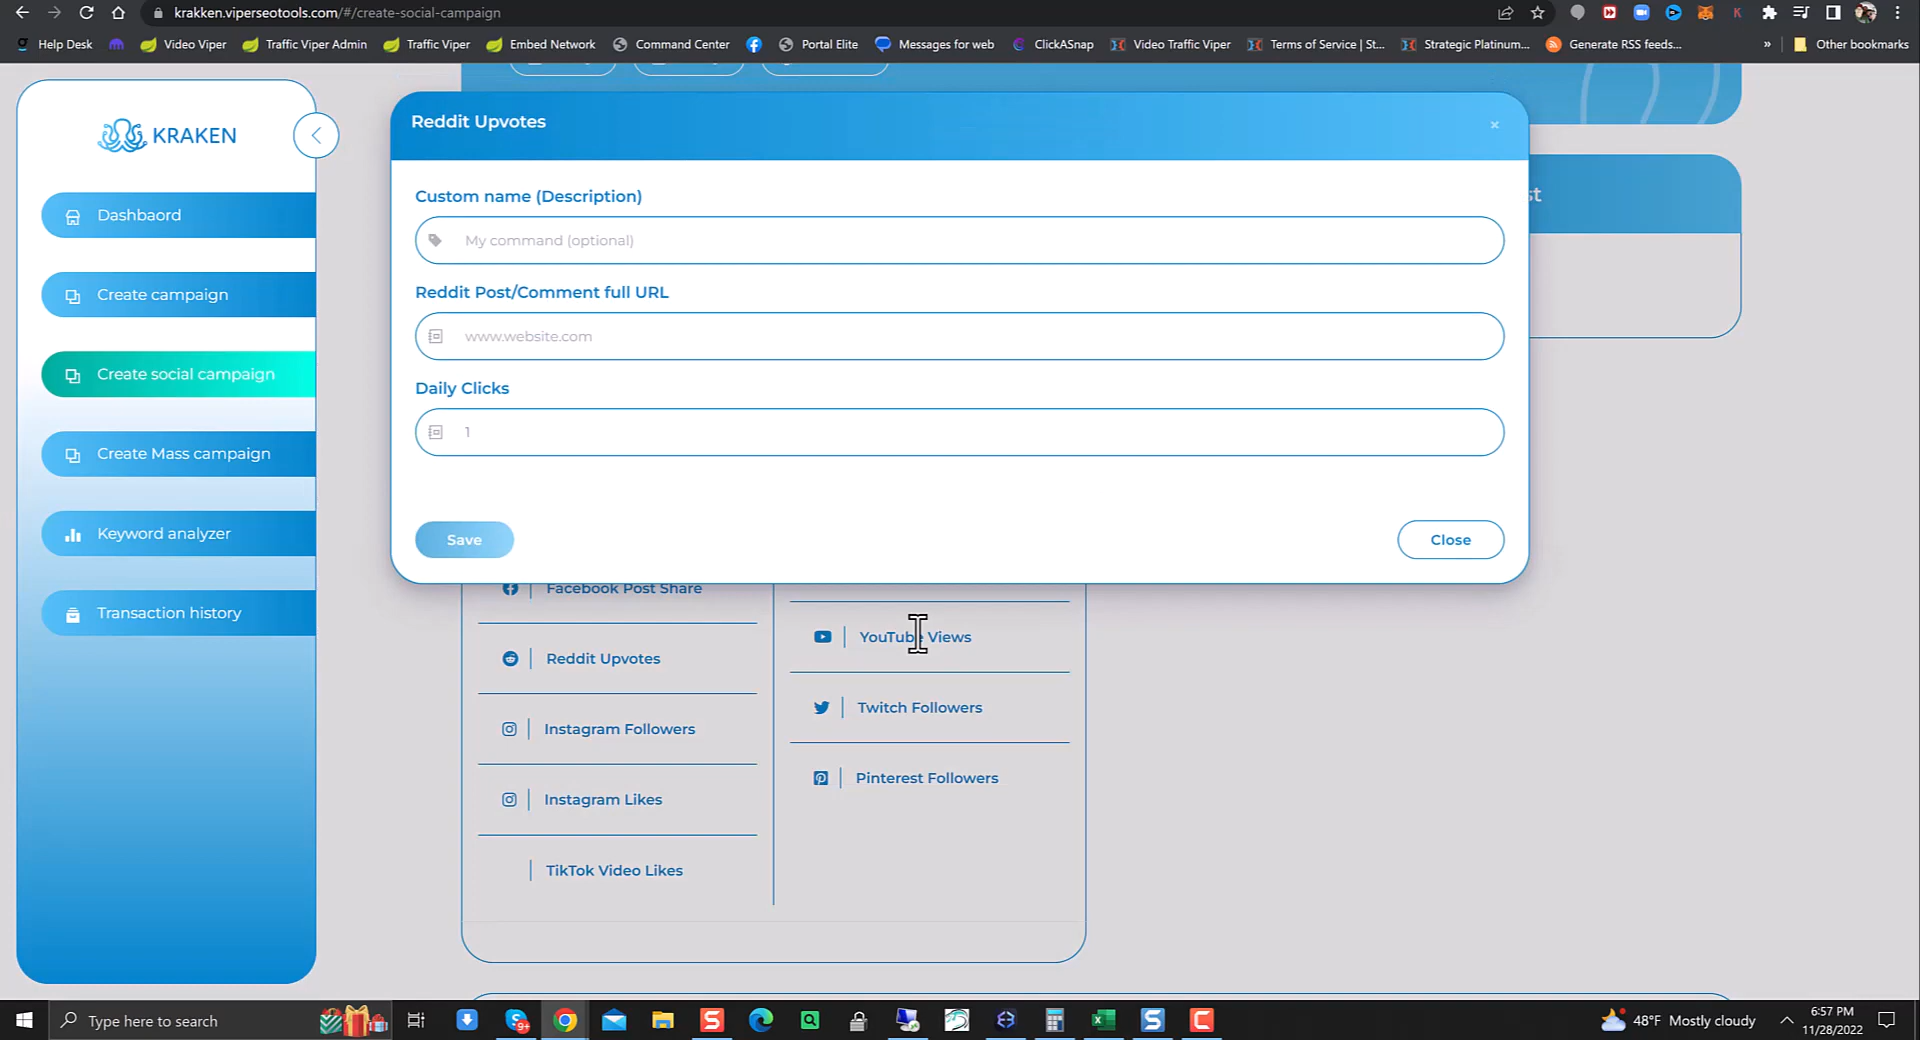 krakken.viperseotools.com/#/create-social-campaign
Help Desk Video Viper Traffic Viper Admin Traffic Viper Embed Network Command Center Portal Elite Messages for web ClickASnap Video Traffic Viper Terms of Service | St... Strategic Platinum... Generate RSS feeds... » Other bookmarks
KRAKEN
Dashbaord
Create campaign
Create social campaign
Create Mass campaign
Keyword analyzer
Transaction history
Reddit Upvotes
×
st
Custom name (Description)
My command (optional)
Reddit Post/Comment full URL
www.website.com
Daily Clicks
1
Save
Close
Facebook Post Share
Reddit Upvotes
Instagram Followers
Instagram Likes
TikTok Video Likes
YouTube Views
Twitch Followers
Pinterest Followers
Type here to search
9+
48°F Mostly cloudy
6:57 PM
11/28/2022